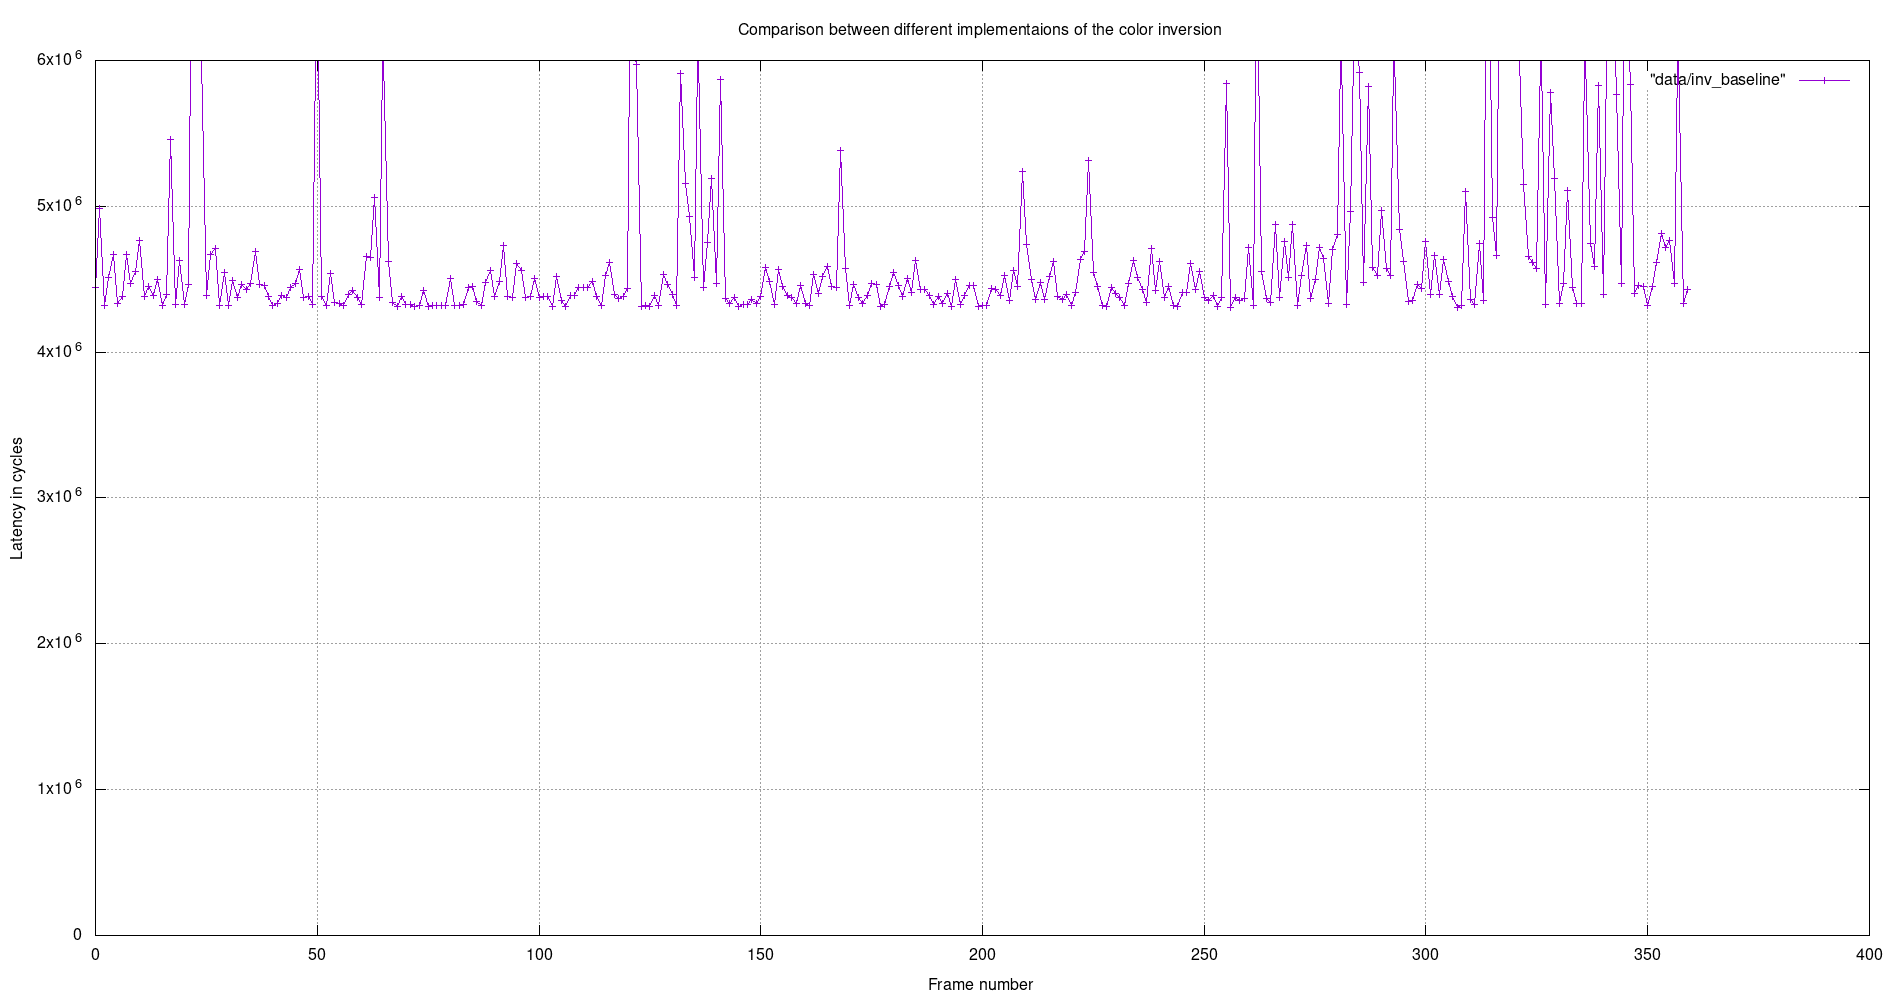 Comparison between different implementaions of the color inversion
6x10 6
"data/inv_baseline"
5x10 6
4x10 6
3x10 6
2x10 6
1x10 6
0
Latency in cycles
0 50 100 150 200 250 300 350 400
Frame number